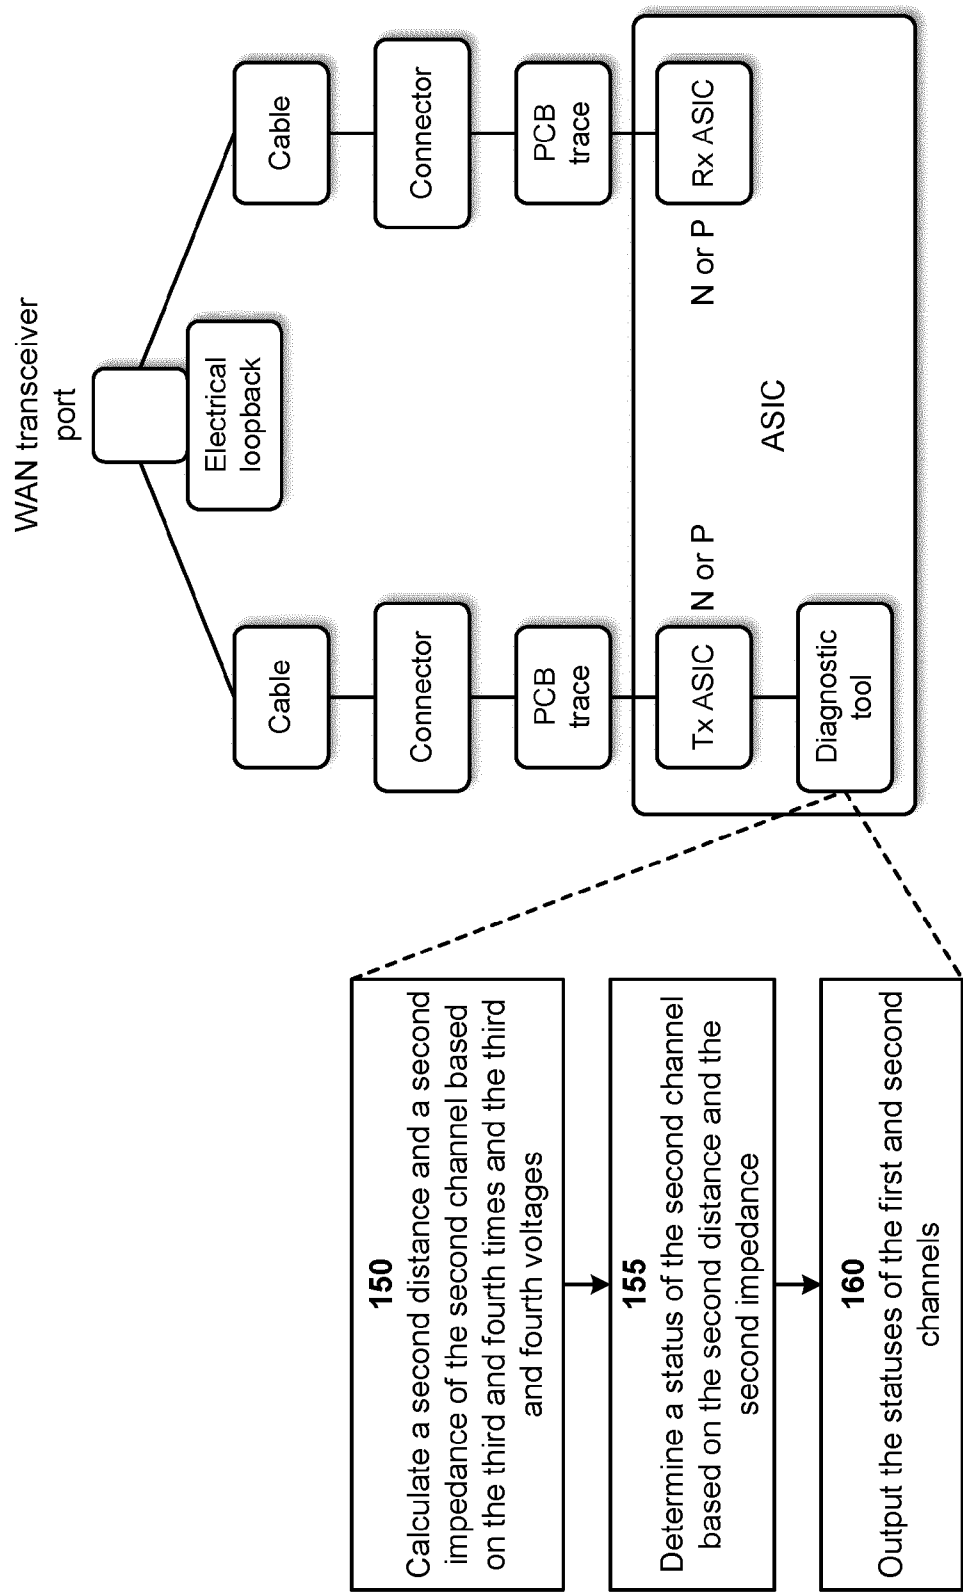 WAN transceiver
port
Electrical
loopback
Cable
Connector
PCB
trace
Tx ASIC
N or P
Diagnostic
tool
Cable
Connector
PCB
trace
Rx ASIC
N or P
ASIC
150
Calculate a second distance and a second
impedance of the second channel based
on the third and fourth times and the third
and fourth voltages
155
Determine a status of the second channel
based on the second distance and the
second impedance
160
Output the statuses of the first and second
channels